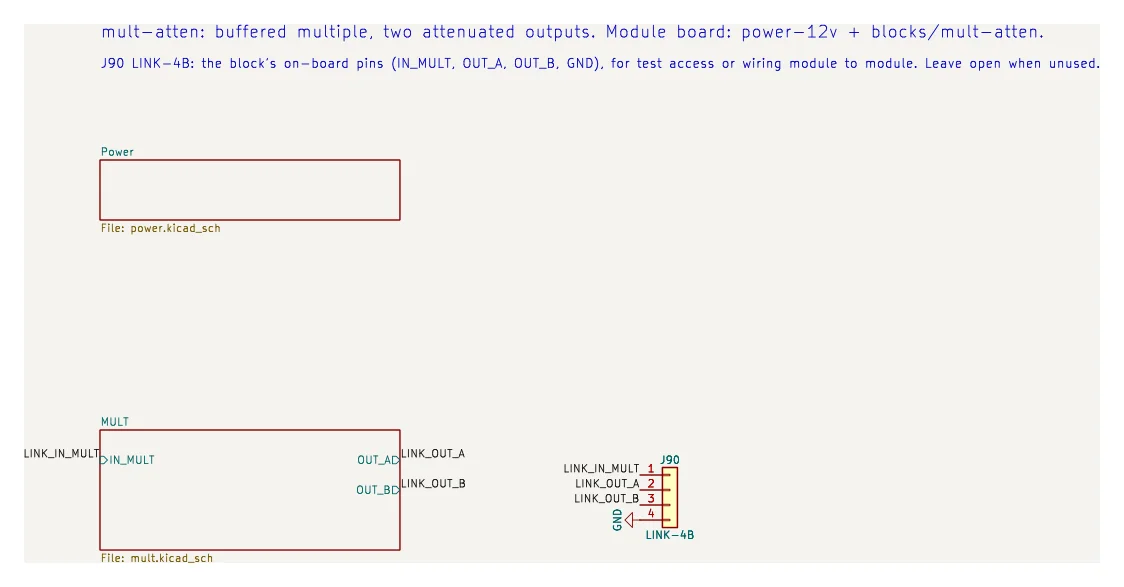 mult-atten: buffered multiple, two attenuated outputs. Module board: power-12v + blocks/mult-atten.
J90 LINK-4B: the block's on-board pins (IN_MULT, OUT_A, OUT_B, GND), for test access or wiring module to module. Leave open when unused.
Power
File: power.kicad_sch
MULT
LINK_IN_MULT
IN_MULT
OUT_A
LINK_OUT_A
OUT_B
LINK_OUT_B
File: mult.kicad_sch
J90
LINK_IN_MULT 1
LINK_OUT_A 2
LINK_OUT_B 3
GND 4
LINK-4B